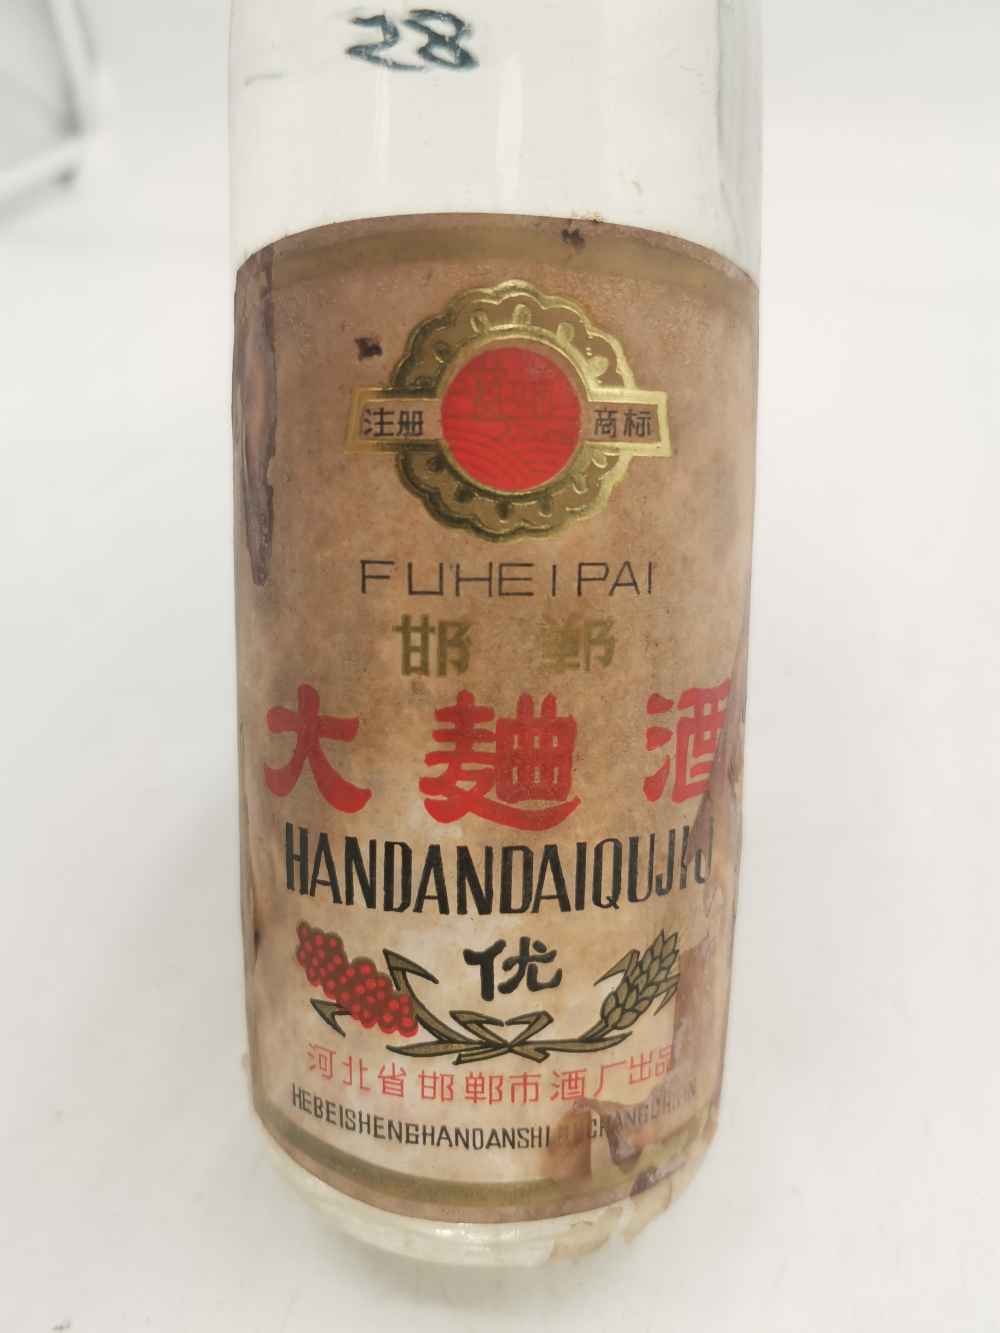 28
注册 商标
FUHEIPAI
邯郸
大麯酒
HANDANDAIQUJIU
优
河北省邯郸市酒厂出品
HEBEISHENGHANDANSHI